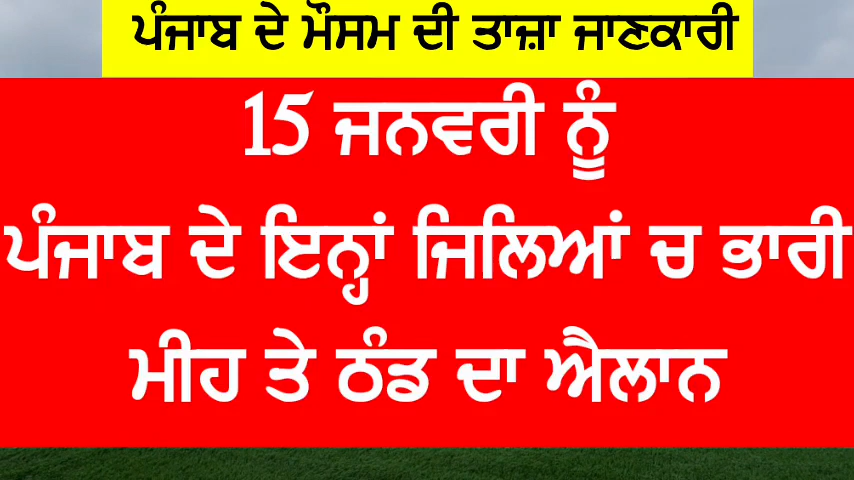 ਪੰਜਾਬ ਦੇ ਮੌਸਮ ਦੀ ਤਾਜ਼ਾ ਜਾਣਕਾਰੀ
15 ਜਨਵਰੀ ਨੂੰ
ਪੰਜਾਬ ਦੇ ਇਨ੍ਹਾਂ ਜਿਲਿਆਂ ਚ ਭਾਰੀ
ਮੀਹ ਤੇ ਠੰਡ ਦਾ ਐਲਾਨ